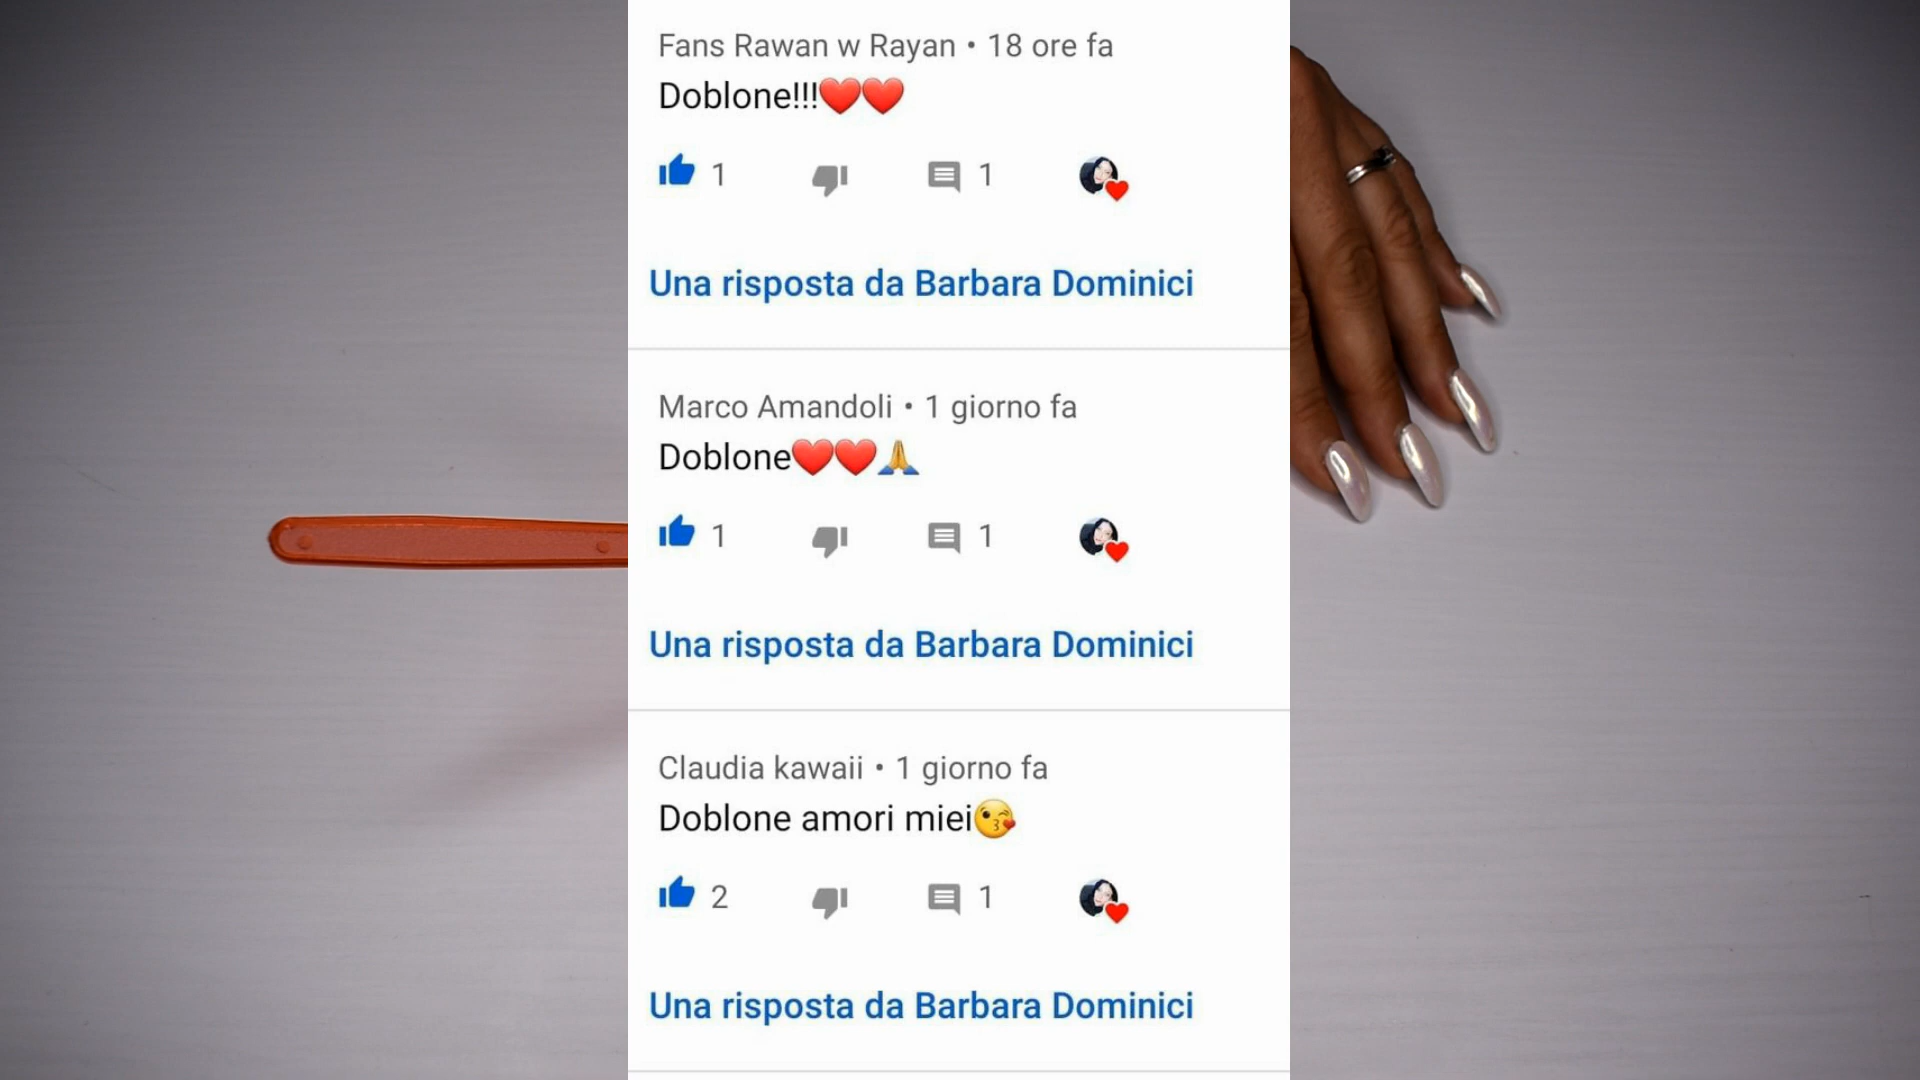 Fans Rawan w Rayan • 18 ore fa
Doblone!!!❤️❤️
1 1
Una risposta da Barbara Dominici
Marco Amandoli • 1 giorno fa
Doblone❤️❤️🙏
1 1
Una risposta da Barbara Dominici
Claudia kawaii • 1 giorno fa
Doblone amori miei😘
2 1
Una risposta da Barbara Dominici